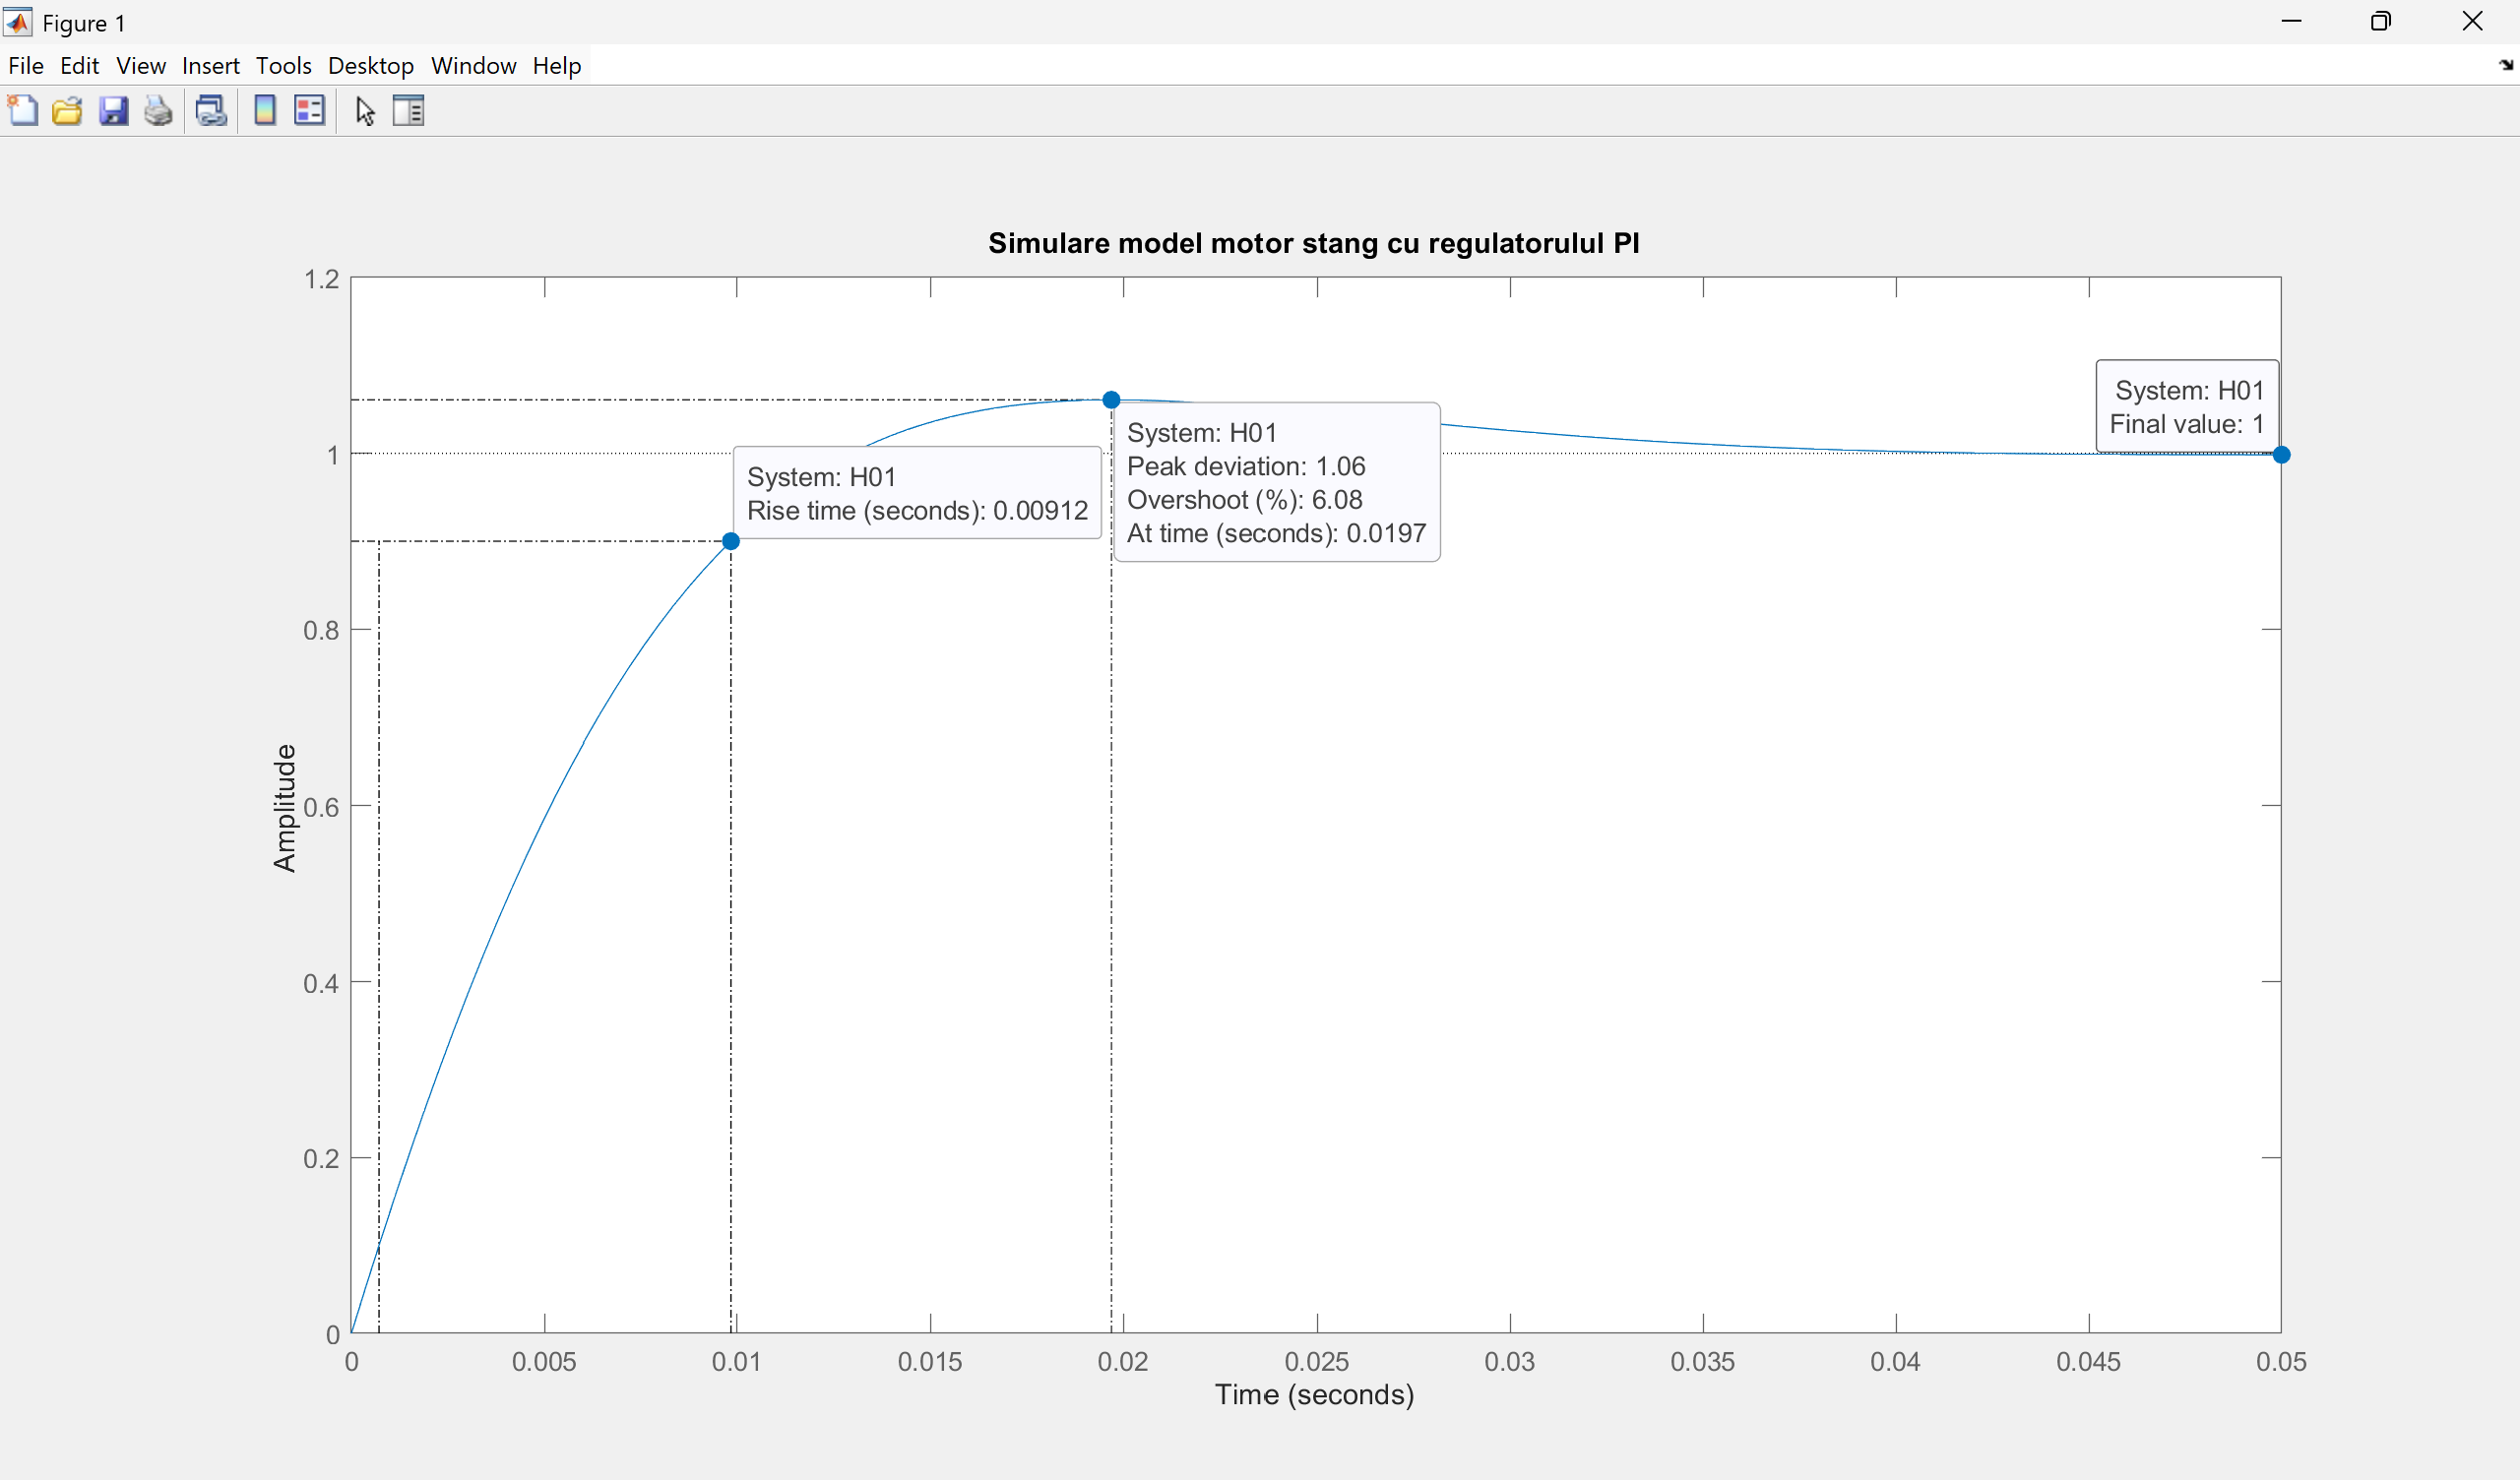 Figure 1
File Edit View Insert Tools Desktop Window Help
Simulare model motor stang cu regulatorulul PI
1.2
1
0.8
0.6
0.4
0.2
0
Amplitude
System: H01
Rise time (seconds): 0.00912
System: H01
Peak deviation: 1.06
Overshoot (%): 6.08
At time (seconds): 0.0197
System: H01
Final value: 1
0 0.005 0.01 0.015 0.02 0.025 0.03 0.035 0.04 0.045 0.05
Time (seconds)